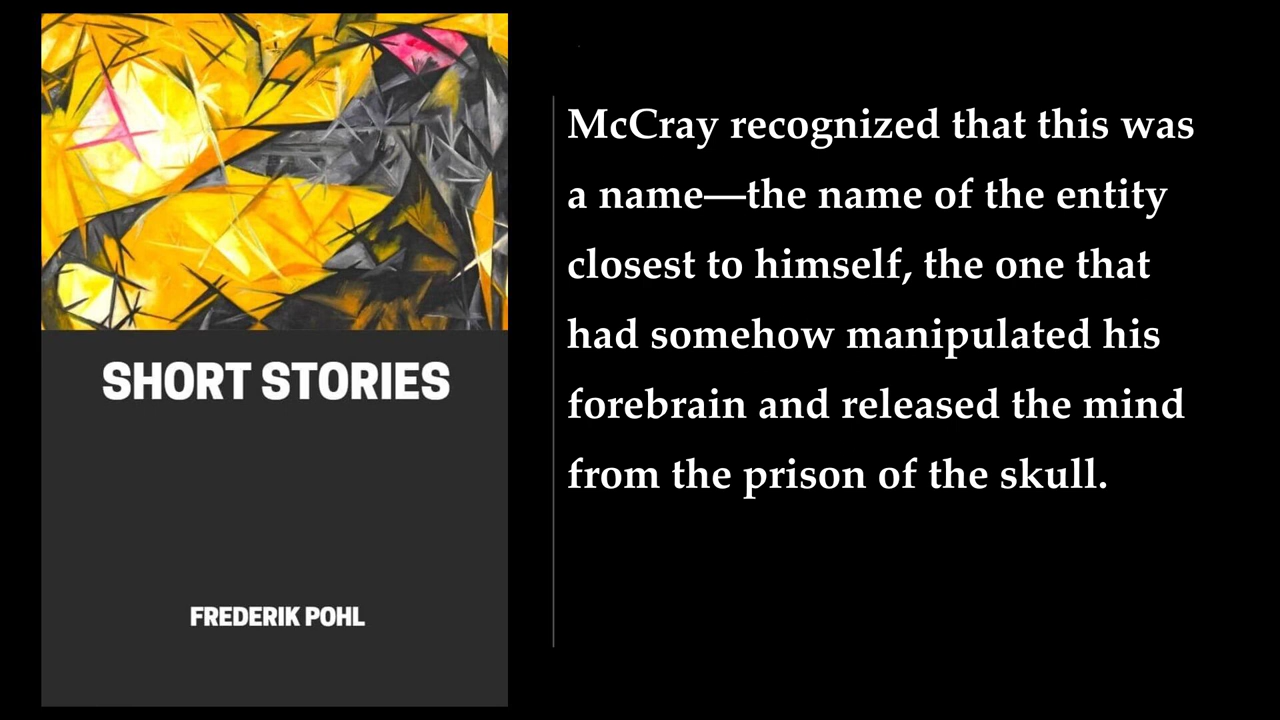 SHORT STORIES
FREDERIK POHL
McCray recognized that this was
a name—the name of the entity
closest to himself, the one that
had somehow manipulated his
forebrain and released the mind
from the prison of the skull.